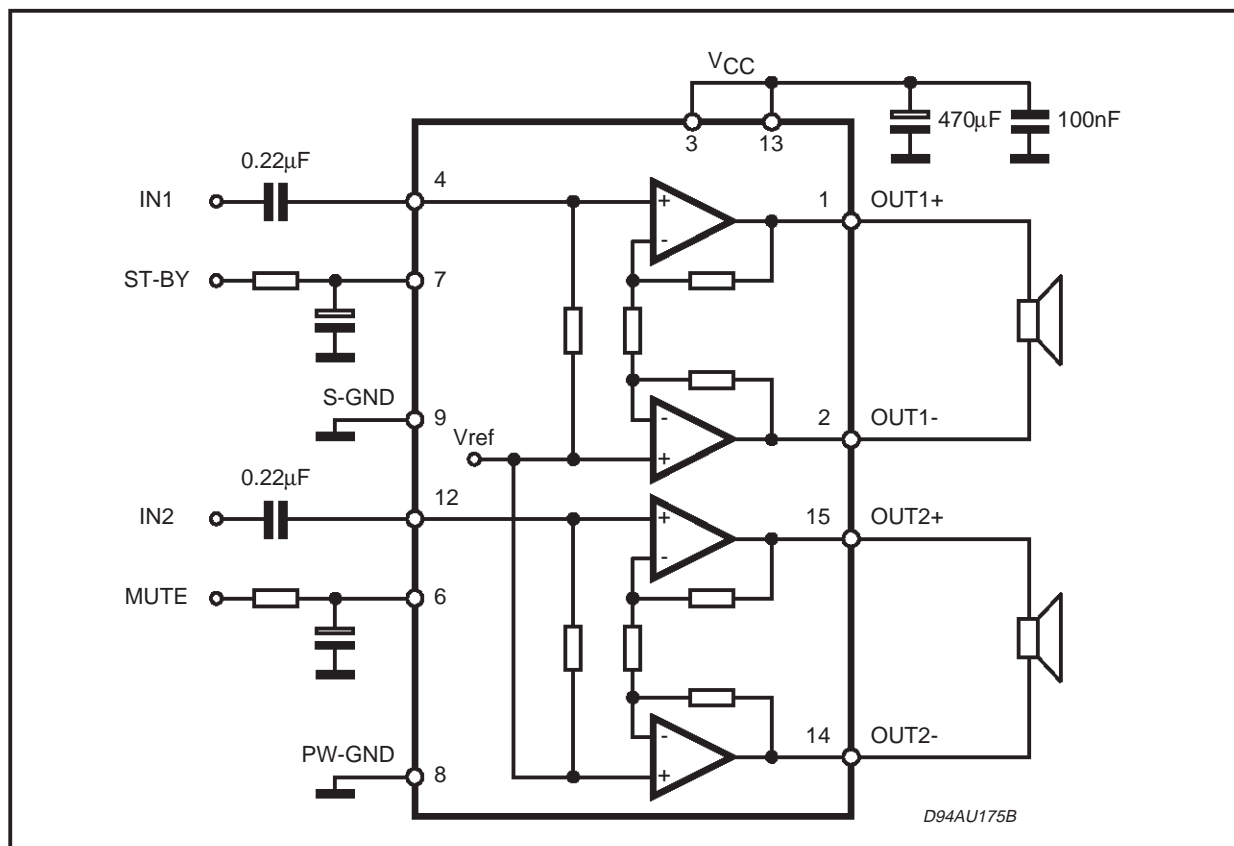 VCC
470µF
100nF
3
13
0.22µF
IN1
4
+
-
1
OUT1+
ST-BY
7
S-GND
9
Vref
-
+
2
OUT1-
0.22µF
IN2
12
+
-
15
OUT2+
MUTE
6
PW-GND
8
-
+
14
OUT2-
D94AU175B